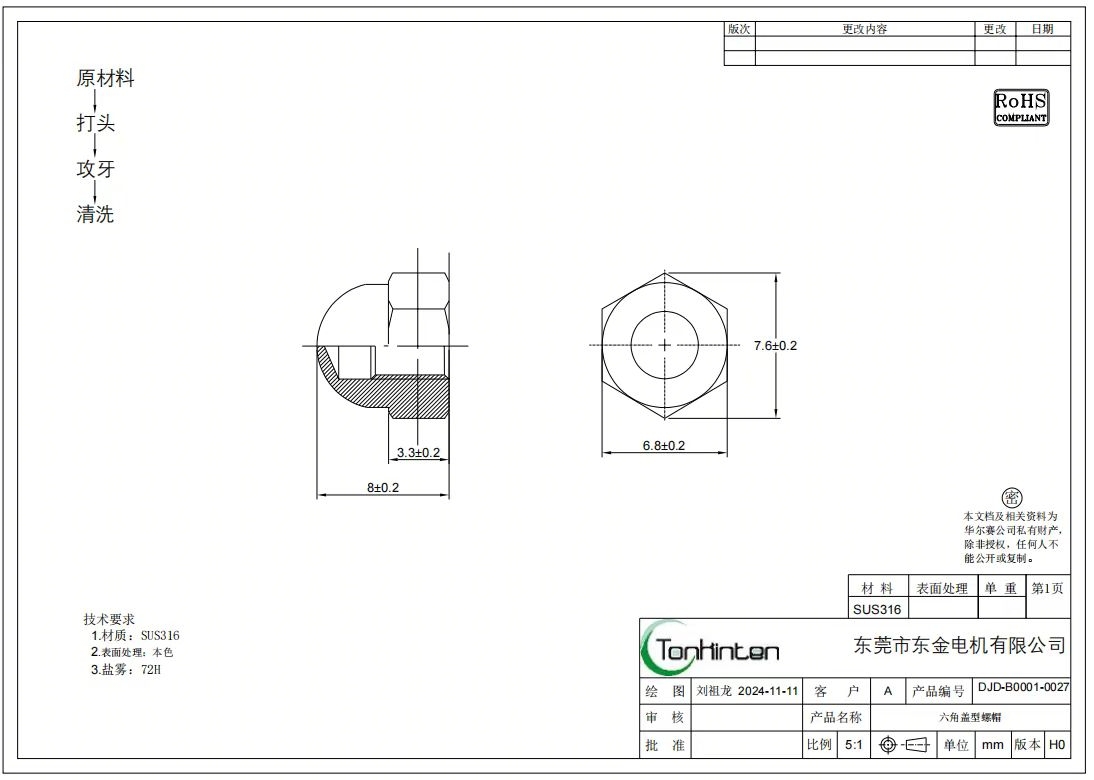 版次 更改内容 更改 日期
RoHS
COMPLIANT
原材料
打头
攻牙
清洗
7.6±0.2
3.3±0.2
6.8±0.2
8±0.2
密
本文档及相关资料为
华尔赛公司私有财产,
除非授权，任何人不
能公开或复制。
材料 表面处理 单重 第1页
SUS316
技术要求
1.材质：SUS316
2.表面处理：本色
3.盐雾：72H
Tonkinten 东莞市东金电机有限公司
绘图 刘祖龙 2024-11-11 客户 A 产品编号 DJD-B0001-0027
审核 产品名称 六角盖型螺帽
批准 比例 5:1 单位 mm 版本 H0